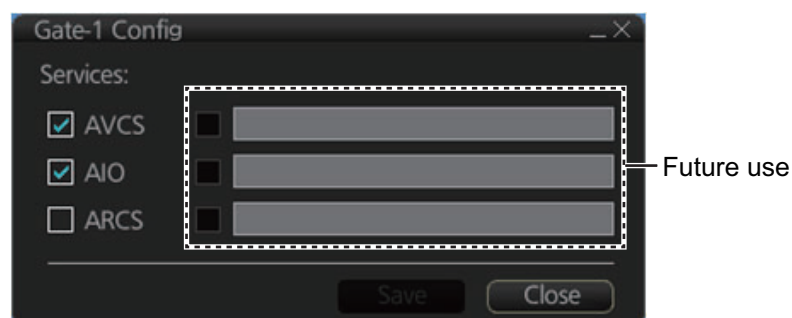 Gate-1 Config
Services:
AVCS
AIO
ARCS
Future use
Save
Close